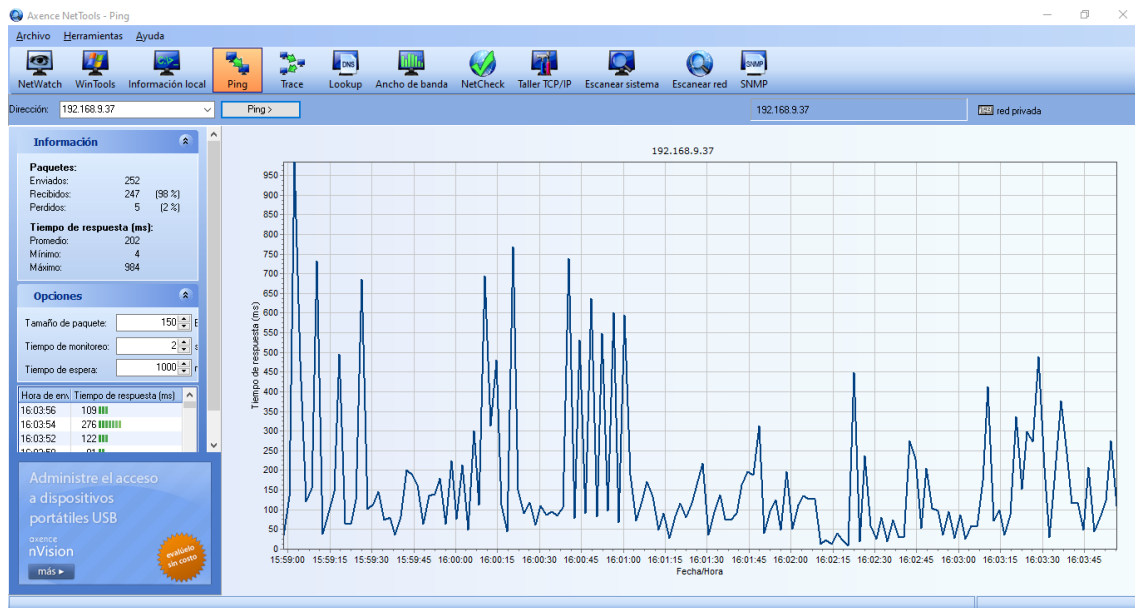 Axence NetTools - Ping
Archivo Herramientas Ayuda
NetWatch WinTools Información local Ping Trace Lookup Ancho de banda NetCheck Taller TCP/IP Escanear sistema Escanear red SNMP
Dirección: 192.168.9.37 Ping > 192.168.9.37 red privada
Información
Paquetes:
Enviados: 252
Recibidos: 247 (98 %)
Perdidos: 5 (2 %)
Tiempo de respuesta (ms):
Promedio: 202
Mínimo: 4
Máximo: 984
Opciones
Tamaño de paquete: 150
Tiempo de monitoreo: 2 s
Tiempo de espera: 1000
Hora de env. Tiempo de respuesta (ms)
16:03:56 109
16:03:54 276
16:03:52 122
Administre el acceso
a dispositivos
portátiles USB
axence
nVision
más
evalúelo
sin costo
192.168.9.37
950
900
850
800
750
700
650
600
550
500
450
400
350
300
250
200
150
100
50
0
Tiempo de respuesta (ms)
15:59:00 15:59:15 15:59:30 15:59:45 16:00:00 16:00:15 16:00:30 16:00:45 16:01:00 16:01:15 16:01:30 16:01:45 16:02:00 16:02:15 16:02:30 16:02:45 16:03:00 16:03:15 16:03:30 16:03:45
Fecha/Hora